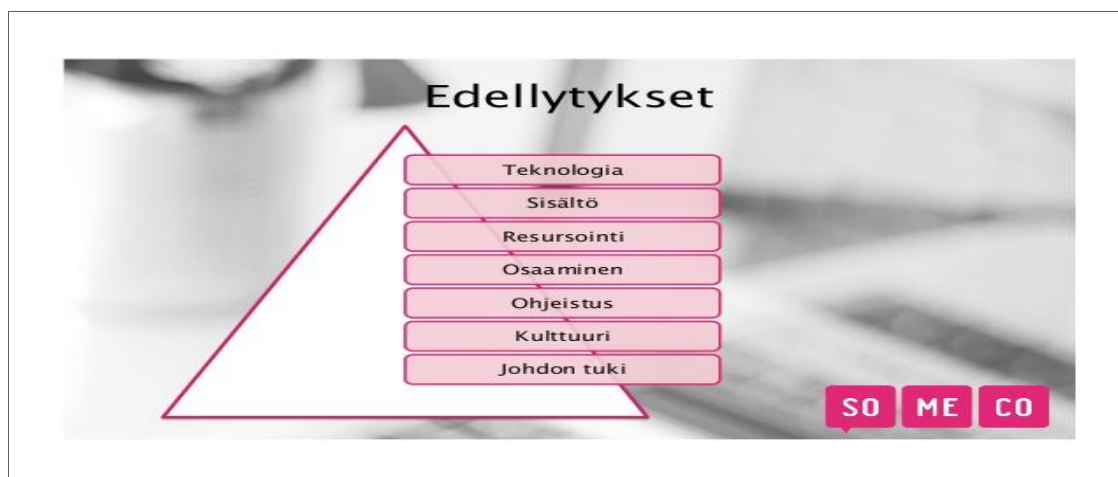 Edellytykset
Teknologia
Sisältö
Resursointi
Osaaminen
Ohjeistus
Kulttuuri
Johdon tuki
SO ME CO